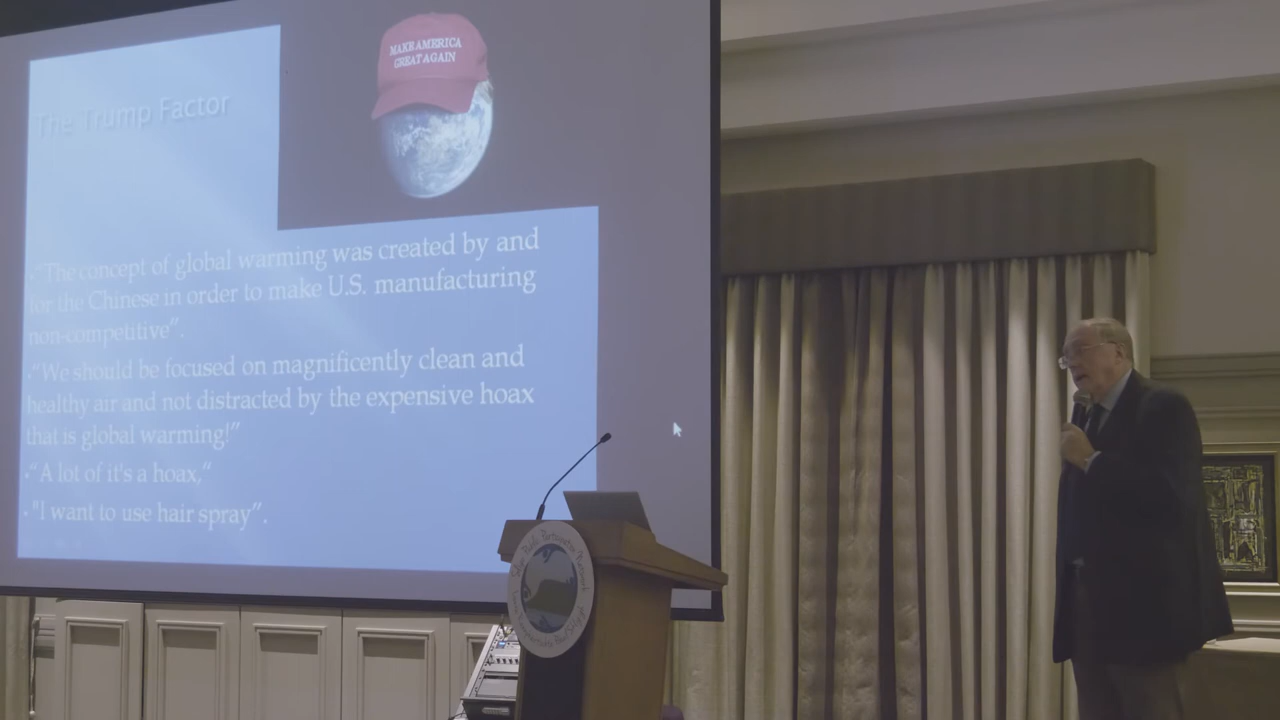 MAKE AMERICA
GREAT AGAIN
The Trump Factor
“The concept of global warming was created by and
for the Chinese in order to make U.S. manufacturing
non-competitive”.
“We should be focused on magnificently clean and
healthy air and not distracted by the expensive hoax
that is global warming!”
“A lot of it's a hoax,“
"I want to use hair spray”.